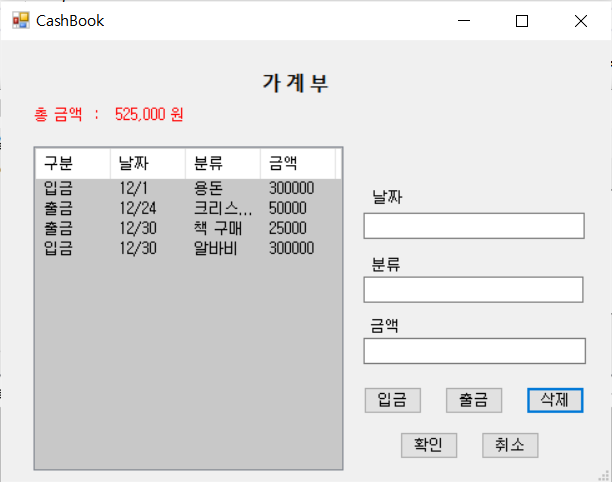 CashBook
가 계 부
총 금액 : 525,000 원
구분 날짜 분류 금액
입금 12/1 용돈 300000
출금 12/24 크리스... 50000
출금 12/30 책 구매 25000
입금 12/30 알바비 300000
날짜
분류
금액
입금 출금 삭제
확인 취소